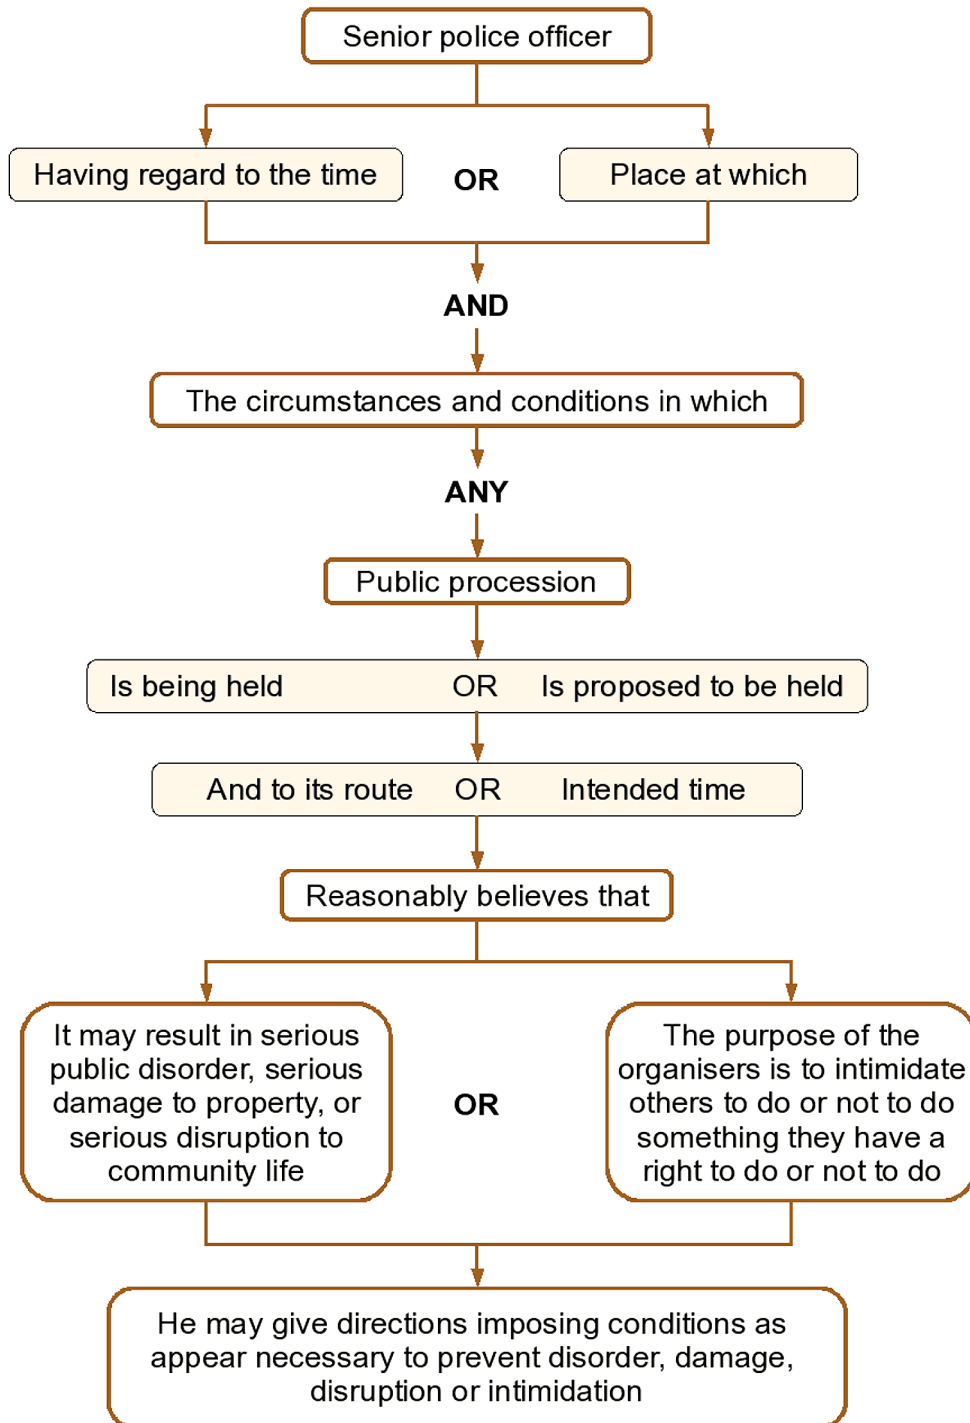 Senior police officer
Having regard to the time OR Place at which
AND
The circumstances and conditions in which
ANY
Public procession
Is being held OR Is proposed to be held
And to its route OR Intended time
Reasonably believes that
It may result in serious
public disorder, serious
damage to property, or
serious disruption to
community life
OR
The purpose of the
organisers is to intimidate
others to do or not to do
something they have a
right to do or not to do
He may give directions imposing conditions as
appear necessary to prevent disorder, damage,
disruption or intimidation